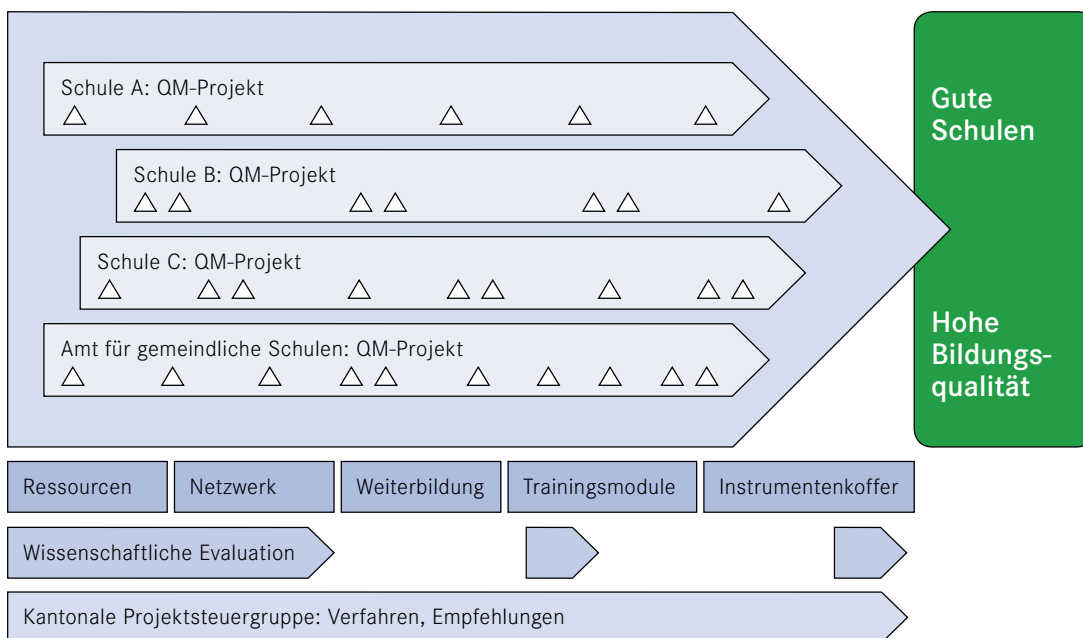 Schule A: QM-Projekt
Schule B: QM-Projekt
Schule C: QM-Projekt
Amt für gemeindliche Schulen: QM-Projekt
Gute
Schulen
Hohe
Bildungs-
qualität
Ressourcen
Netzwerk
Weiterbildung
Trainingsmodule
Instrumentenkoffer
Wissenschaftliche Evaluation
Kantonale Projektsteuergruppe: Verfahren, Empfehlungen